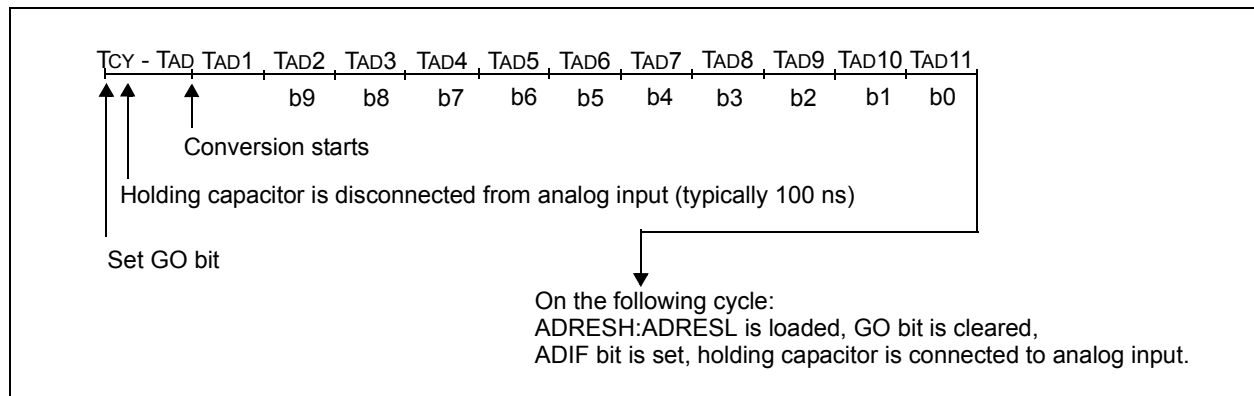 TCY - TAD TAD1 TAD2 TAD3 TAD4 TAD5 TAD6 TAD7 TAD8 TAD9 TAD10 TAD11
b9 b8 b7 b6 b5 b4 b3 b2 b1 b0
Conversion starts
Holding capacitor is disconnected from analog input (typically 100 ns)
Set GO bit
On the following cycle:
ADRESH:ADRESL is loaded, GO bit is cleared,
ADIF bit is set, holding capacitor is connected to analog input.